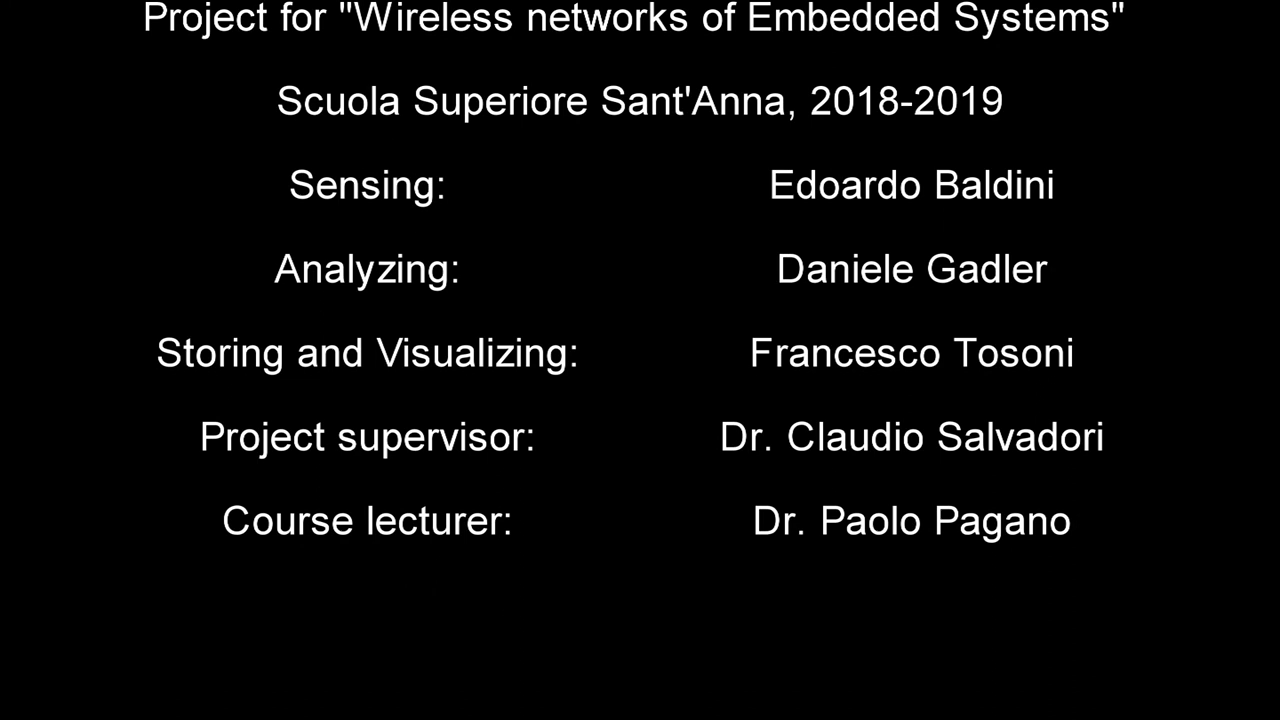 Project for "Wireless networks of Embedded Systems"
Scuola Superiore Sant'Anna, 2018-2019
Sensing: Edoardo Baldini
Analyzing: Daniele Gadler
Storing and Visualizing: Francesco Tosoni
Project supervisor: Dr. Claudio Salvadori
Course lecturer: Dr. Paolo Pagano